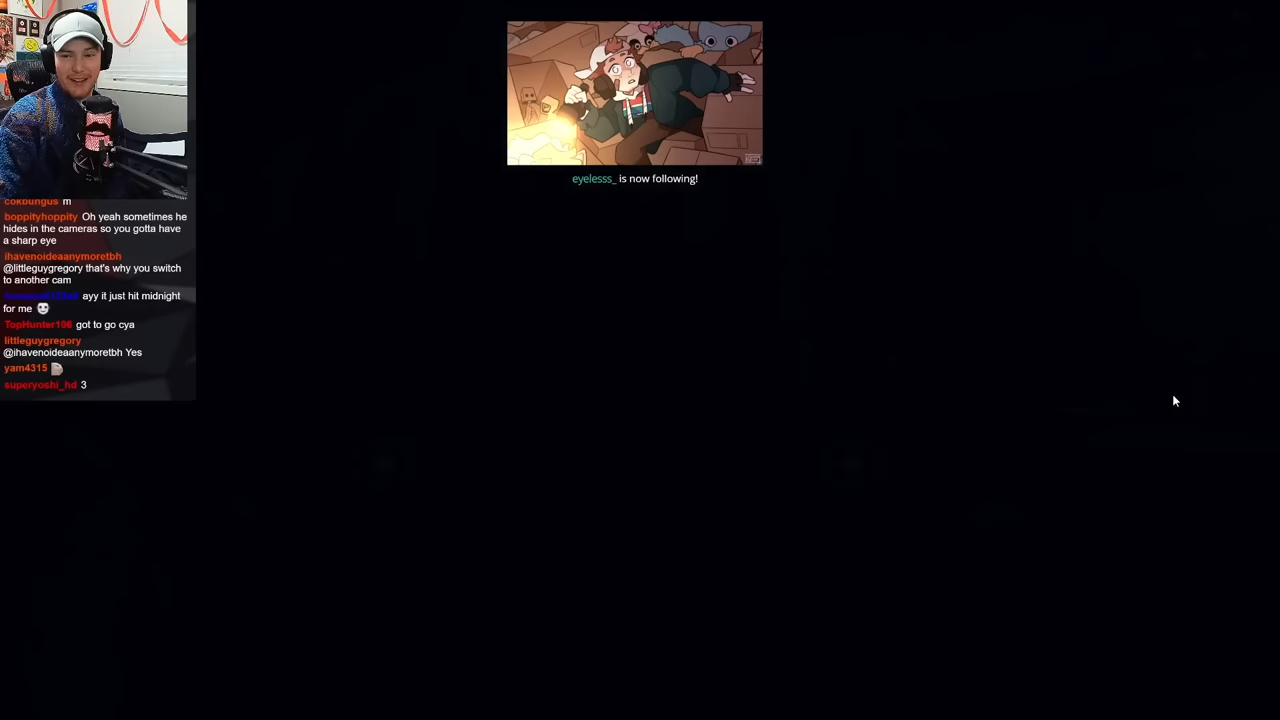 eyelesss_ is now following!
cokbungus m
boppityhoppity Oh yeah sometimes he
hides in the cameras so you gotta have
a sharp eye
ihavenoideaanymoretbh
@littleguygregory that's why you switch
to another cam
ayy it just hit midnight
for me
TopHunter106 got to go cya
littleguygregory
@ihavenoideaanymoretbh Yes
yam4315
superyoshi_hd 3